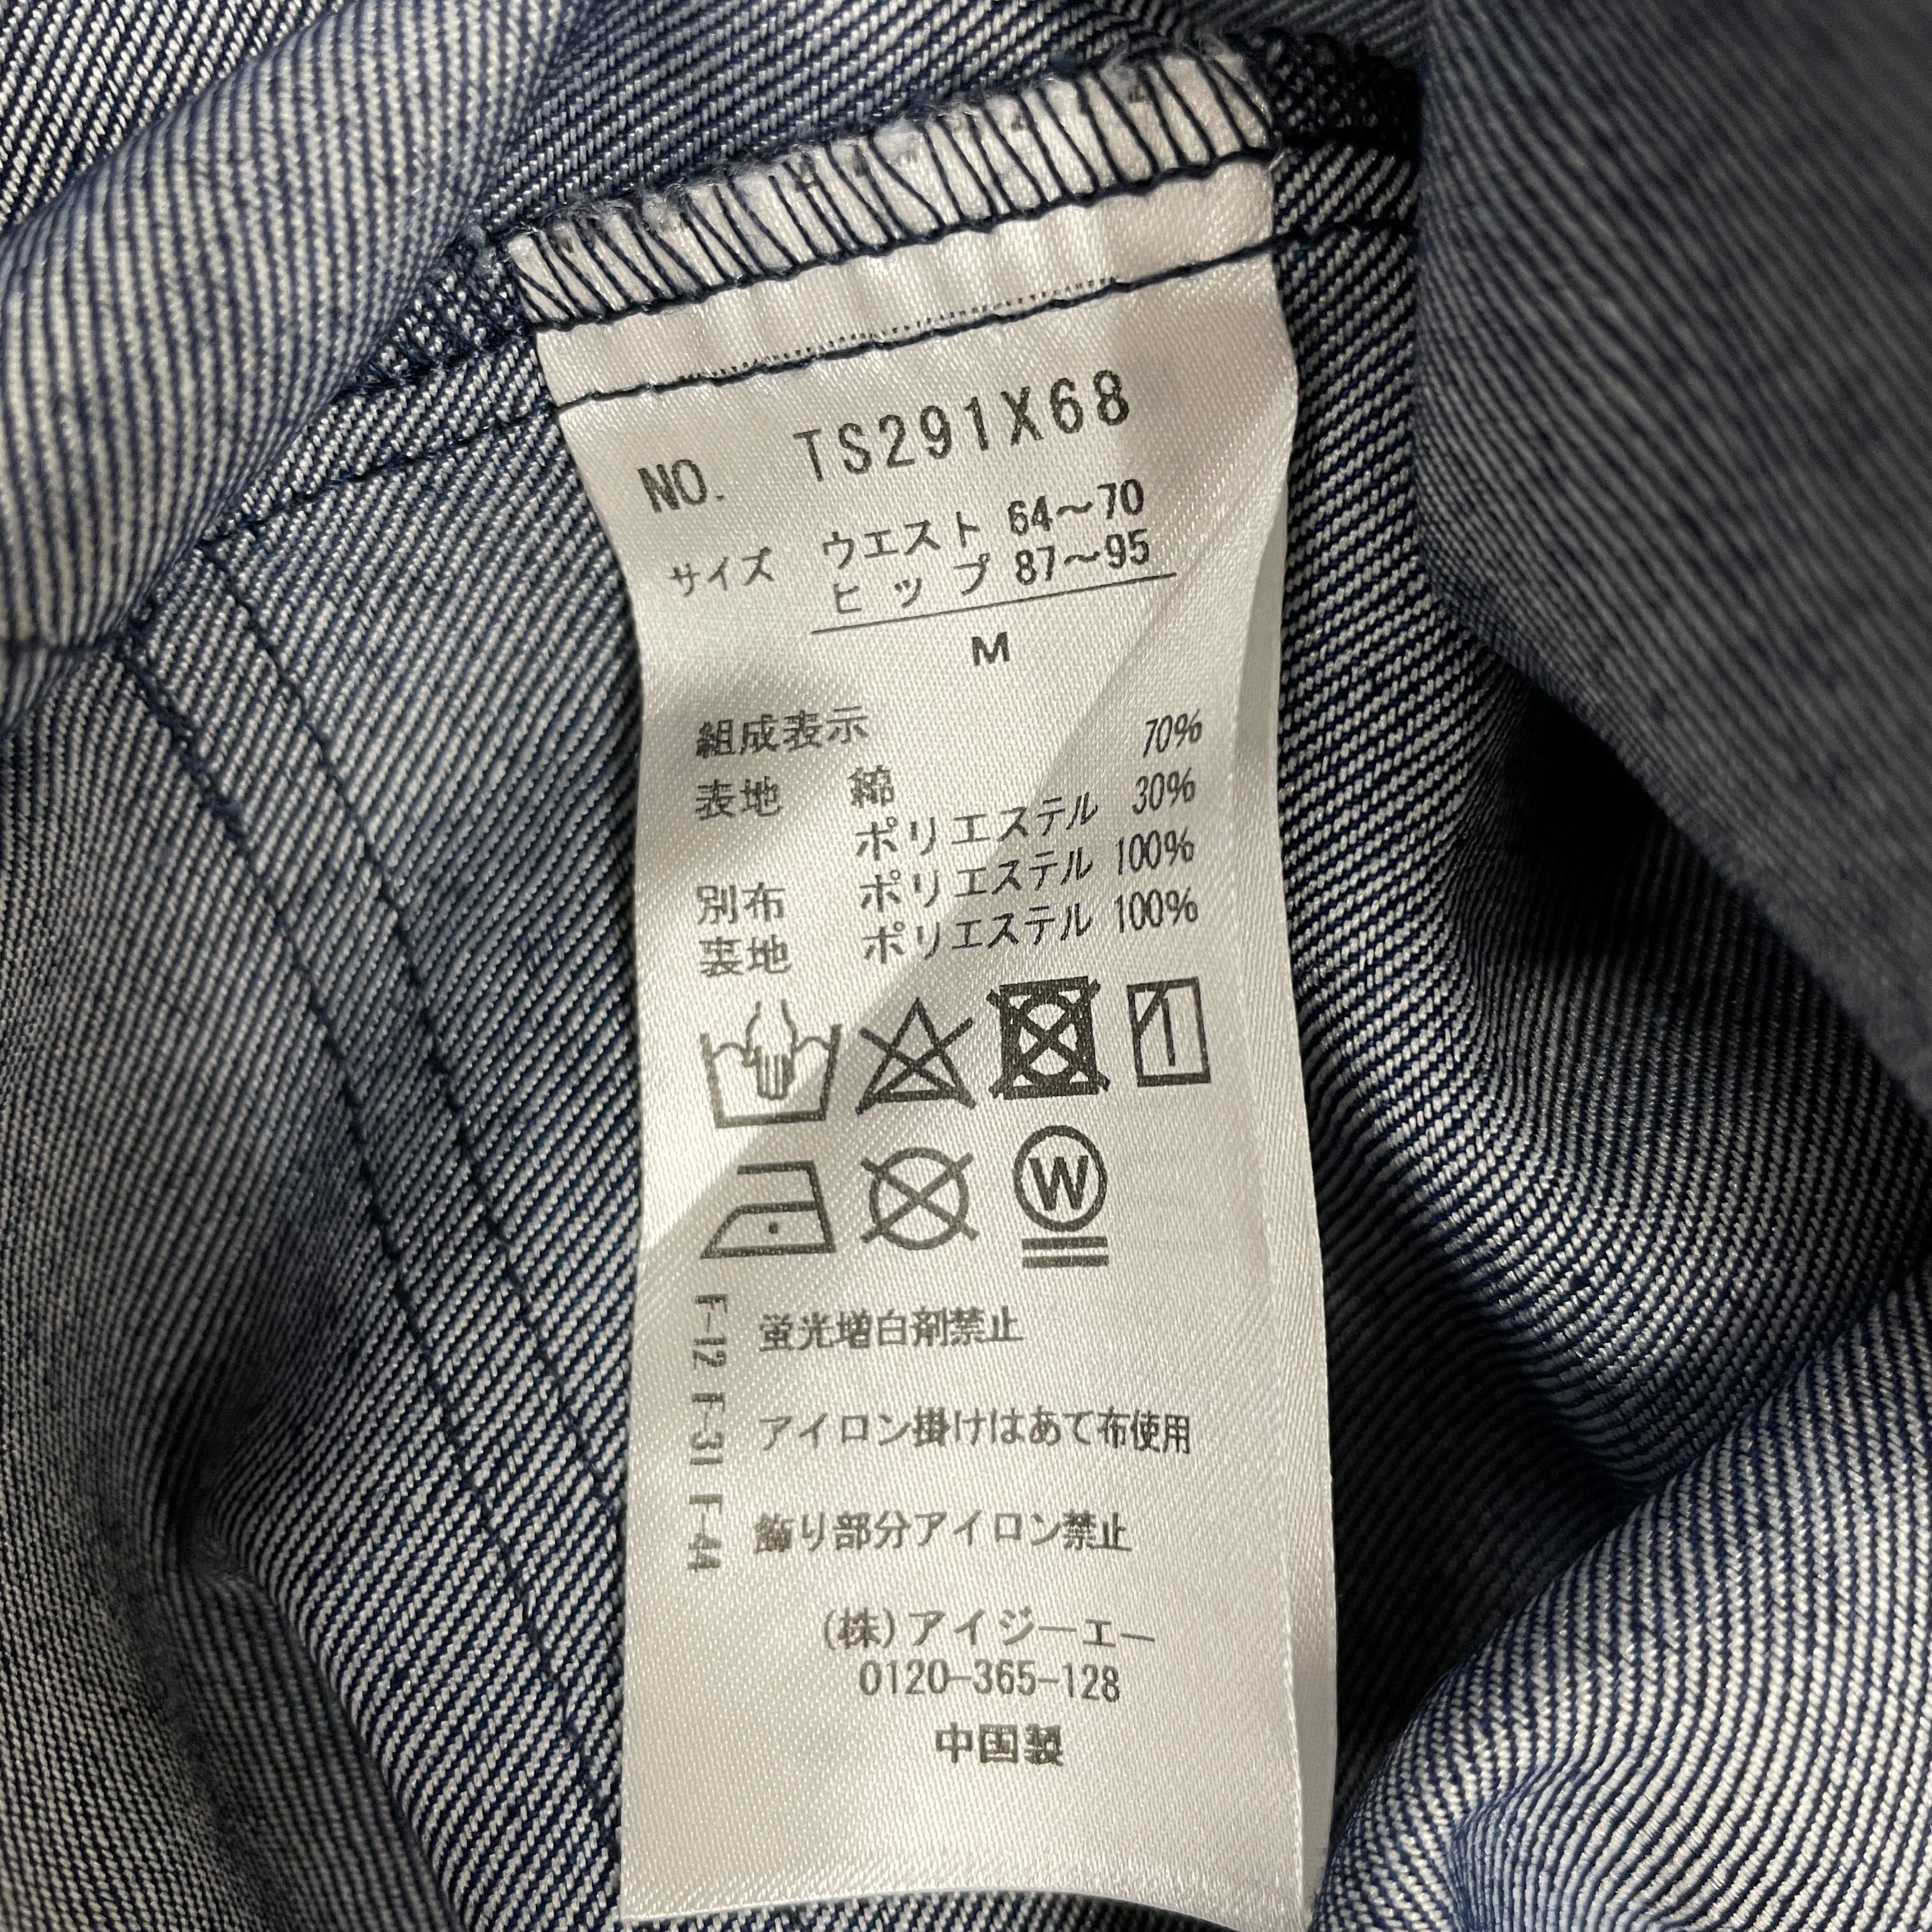 NO. TS291X68
サイズ ウエスト 64～70
ヒップ 87～95
M
組成表示
表地 綿 70%
ポリエステル 30%
別布 ポリエステル 100%
裏地 ポリエステル 100%
W
F-12 F-31 F-44
蛍光増白剤禁止
アイロン掛けはあて布使用
飾り部分アイロン禁止
(株)アイジーエー
0120-365-128
中国製